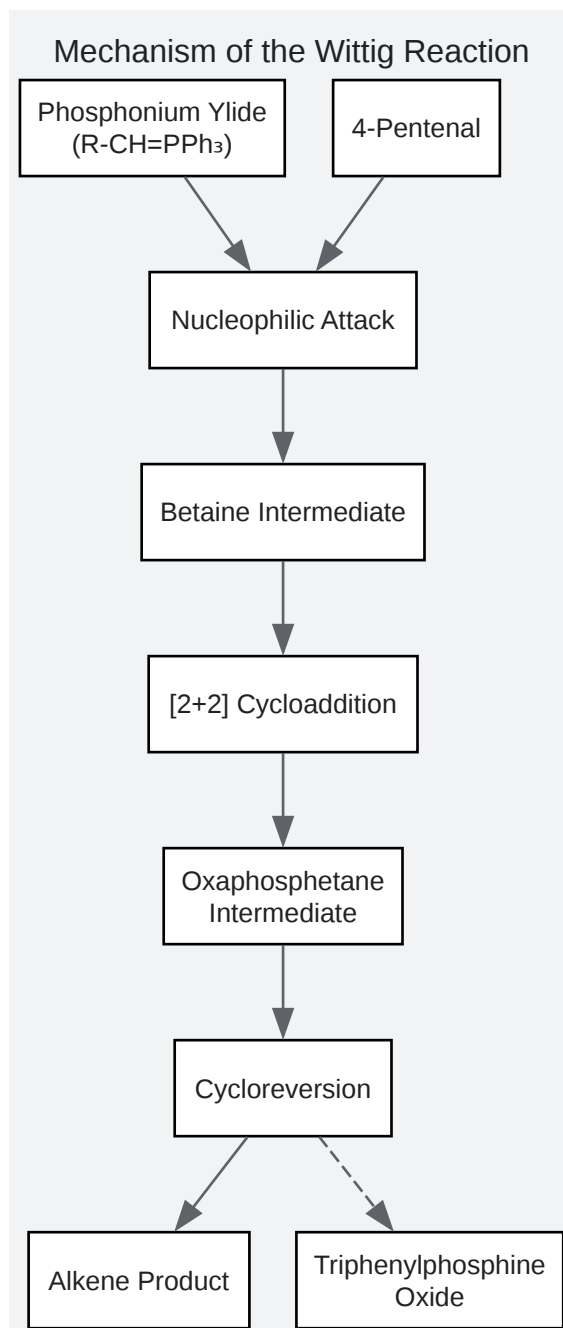 Mechanism of the Wittig Reaction
Phosphonium Ylide
(R-CH=PPh₃)
4-Pentenal
Nucleophilic Attack
Betaine Intermediate
[2+2] Cycloaddition
Oxaphosphetane
Intermediate
Cycloreversion
Alkene Product
Triphenylphosphine
Oxide